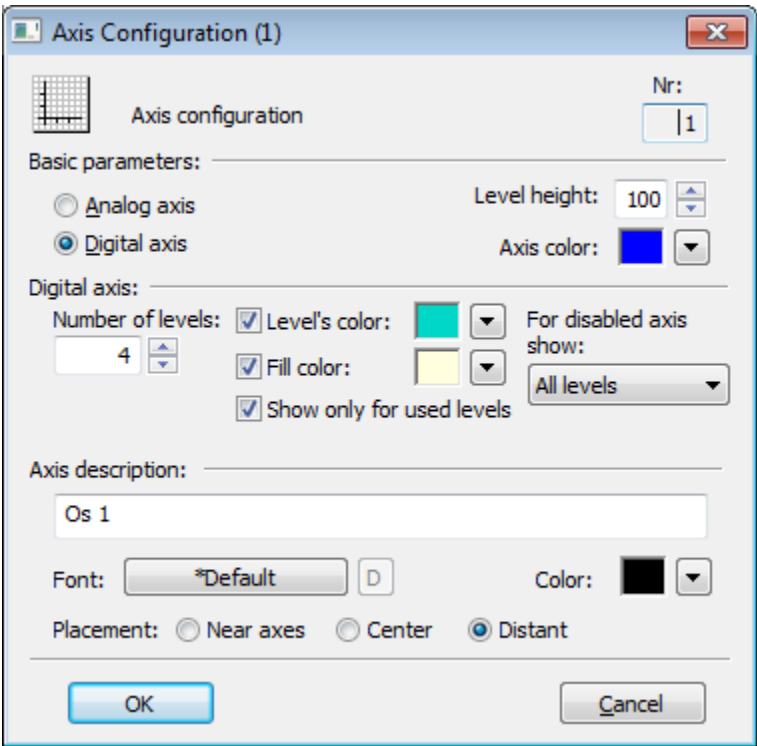 Axis Configuration (1)
Nr:
Axis configuration
1
Basic parameters:
Analog axis
Level height: 100
Digital axis
Axis color:
Digital axis:
Number of levels: Level's color: For disabled axis
show:
4
Fill color:
All levels
Show only for used levels
Axis description:
Os 1
Font: *Default D Color:
Placement: Near axes Center Distant
OK Cancel